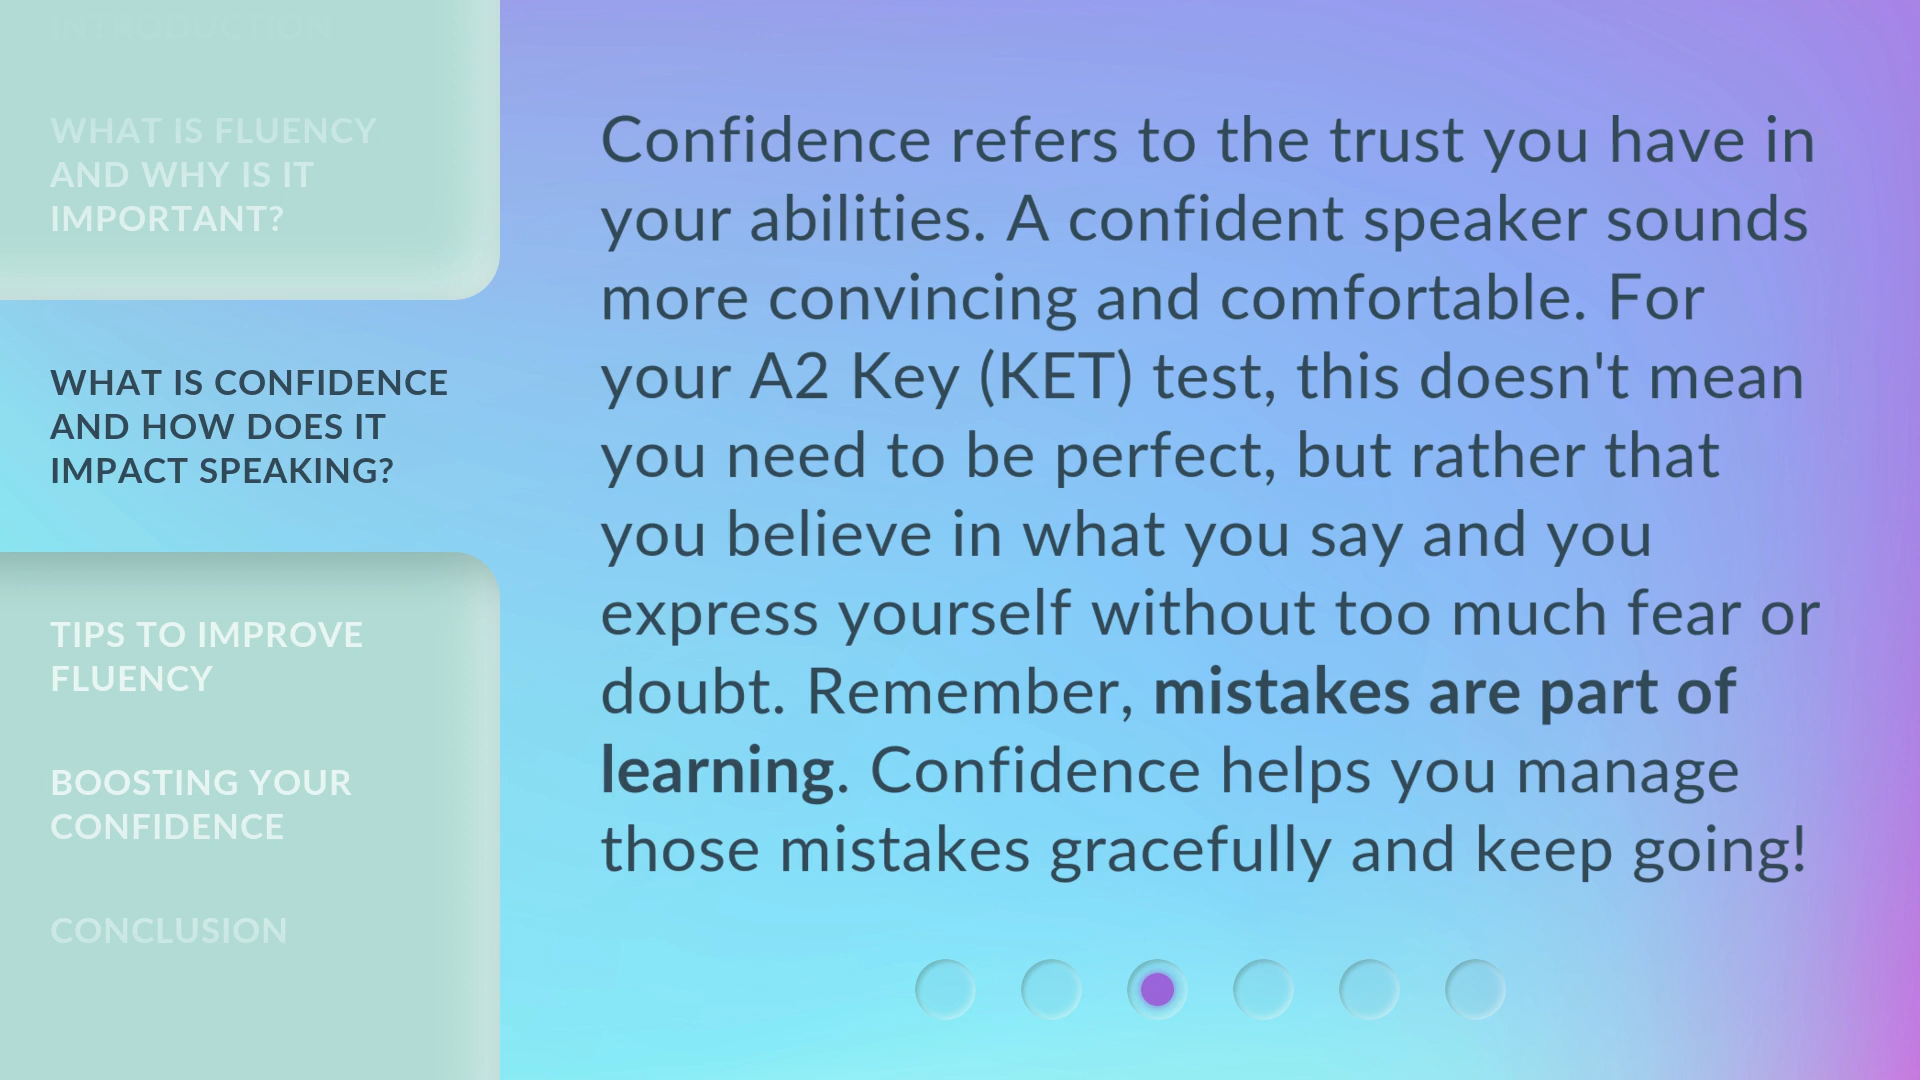 INTRODUCTION
WHAT IS FLUENCY
AND WHY IS IT
IMPORTANT?
WHAT IS CONFIDENCE
AND HOW DOES IT
IMPACT SPEAKING?
TIPS TO IMPROVE
FLUENCY
BOOSTING YOUR
CONFIDENCE
CONCLUSION
Confidence refers to the trust you have in
your abilities. A confident speaker sounds
more convincing and comfortable. For
your A2 Key (KET) test, this doesn't mean
you need to be perfect, but rather that
you believe in what you say and you
express yourself without too much fear or
doubt. Remember, mistakes are part of
learning. Confidence helps you manage
those mistakes gracefully and keep going!